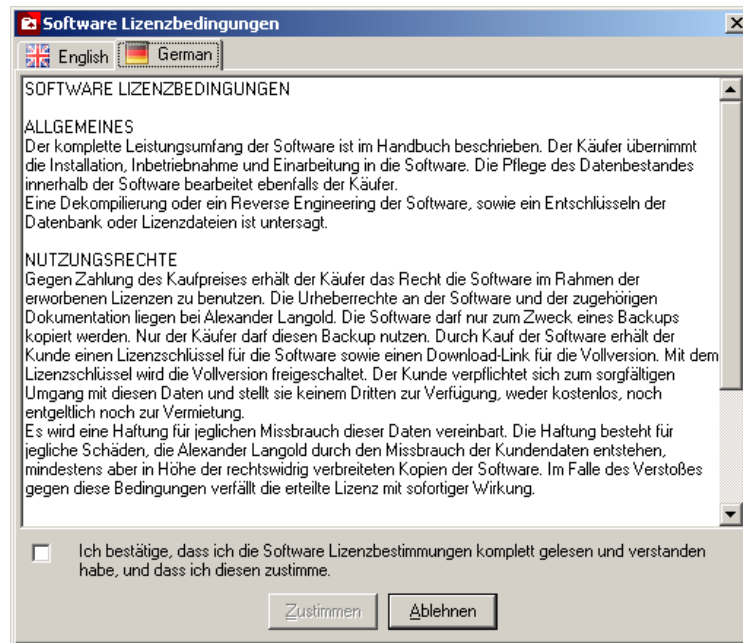 Software Lizenzbedingungen
English
German
SOFTWARE LIZENZBEDINGUNGEN
ALLGEMEINES
Der komplette Leistungsumfang der Software ist im Handbuch beschrieben. Der Käufer übernimmt
die Installation, Inbetriebnahme und Einarbeitung in die Software. Die Pflege des Datenbestandes
innerhalb der Software bearbeitet ebenfalls der Käufer.
Eine Dekompilierung oder ein Reverse Engineering der Software, sowie ein Entschlüsseln der
Datenbank oder Lizenzdateien ist untersagt.
NUTZUNGSRECHTE
Gegen Zahlung des Kaufpreises erhält der Käufer das Recht die Software im Rahmen der
erworbenen Lizenzen zu benutzen. Die Urheberrechte an der Software und der zugehörigen
Dokumentation liegen bei Alexander Langold. Die Software darf nur zum Zweck eines Backups
kopiert werden. Nur der Käufer darf diesen Backup nutzen. Durch Kauf der Software erhält der
Kunde einen Lizenzschlüssel für die Software sowie einen Download-Link für die Vollversion. Mit dem
Lizenzschlüssel wird die Vollversion freigeschaltet. Der Kunde verpflichtet sich zum sorgfältigen
Umgang mit diesen Daten und stellt sie keinem Dritten zur Verfügung, weder kostenlos, noch
entgeltlich noch zur Vermietung.
Es wird eine Haftung für jeglichen Missbrauch dieser Daten vereinbart. Die Haftung besteht für
jegliche Schäden, die Alexander Langold durch den Missbrauch der Kundendaten entstehen,
mindestens aber in Höhe der rechtswidrig verbreiteten Kopien der Software. Im Falle des Verstoßes
gegen diese Bedingungen verfällt die erteilte Lizenz mit sofortiger Wirkung.
Ich bestätige, dass ich die Software Lizenzbestimmungen komplett gelesen und verstanden
habe, und dass ich diesen zustimme.
Zustimmen
Ablehnen